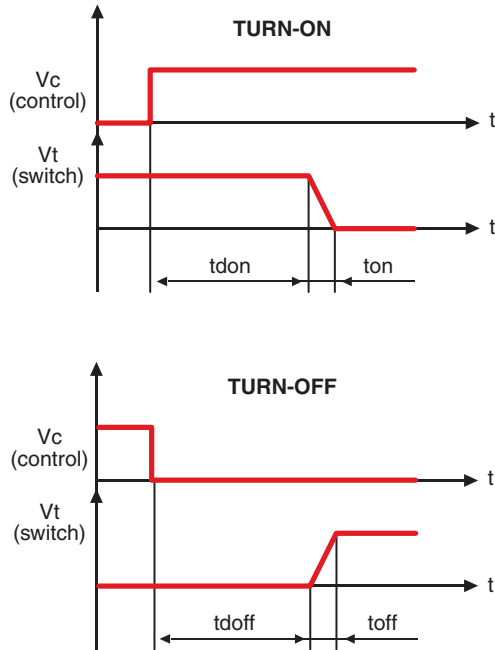 TURN-ON
Vc
(control)
t
Vt
(switch)
t
tdon
ton
TURN-OFF
Vc
(control)
t
Vt
(switch)
t
tdoff
toff